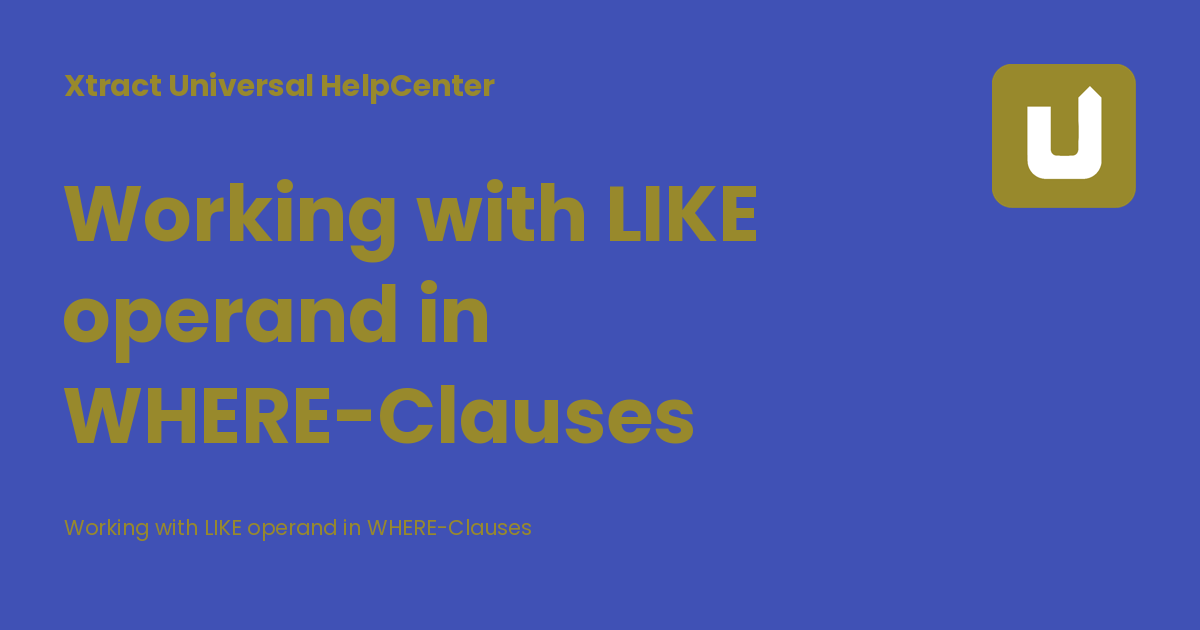 Xtract Universal HelpCenter
Working with LIKE
operand in
WHERE-Clauses
Working with LIKE operand in WHERE-Clauses